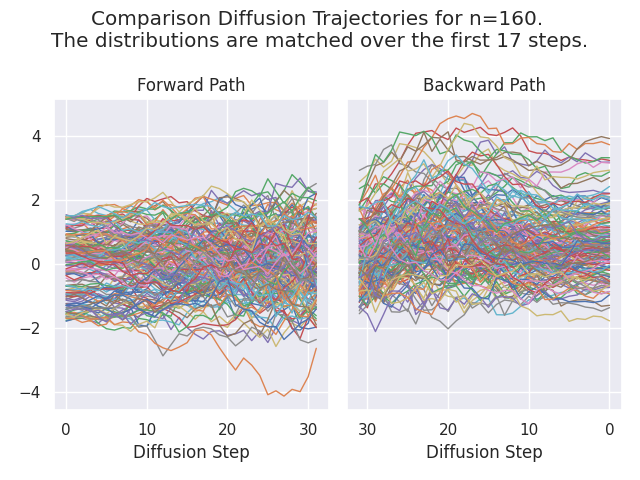 Comparison Diffusion Trajectories for n=160.
The distributions are matched over the first 17 steps.
Forward Path
Backward Path
4
2
0
−2
−4
0 10 20 30
30 20 10 0
Diffusion Step
Diffusion Step